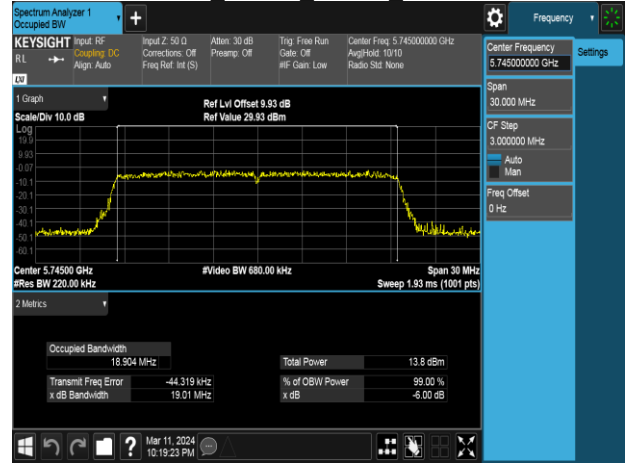 Spectrum Analyzer 1
Occupied BW
Frequency
KEYSIGHT
RL
LXI
Input: RF
Coupling: DC
Align: Auto
Input Z: 50 Ω
Corrections: Off
Freq Ref: Int (S)
Atten: 30 dB
Preamp: Off
Trig: Free Run
Gate: Off
#IF Gain: Low
Center Freq: 5.745000000 GHz
Avg|Hold: 10/10
Radio Std: None
Center Frequency
5.745000000 GHz
Settings
Span
30.000 MHz
CF Step
3.000000 MHz
Auto
Man
Freq Offset
0 Hz
1 Graph
Scale/Div 10.0 dB
Ref Lvl Offset 9.93 dB
Ref Value 29.93 dBm
Log
19.9
9.93
-0.07
-10.1
-20.1
-30.1
-40.1
-50.1
-60.1
Center 5.74500 GHz
#Res BW 220.00 kHz
#Video BW 680.00 kHz
Span 30 MHz
Sweep 1.93 ms (1001 pts)
2 Metrics
Occupied Bandwidth
18.904 MHz
Total Power 13.8 dBm
Transmit Freq Error -44.319 kHz
% of OBW Power 99.00 %
x dB Bandwidth 19.01 MHz
x dB -6.00 dB
?
Mar 11, 2024
10:19:23 PM